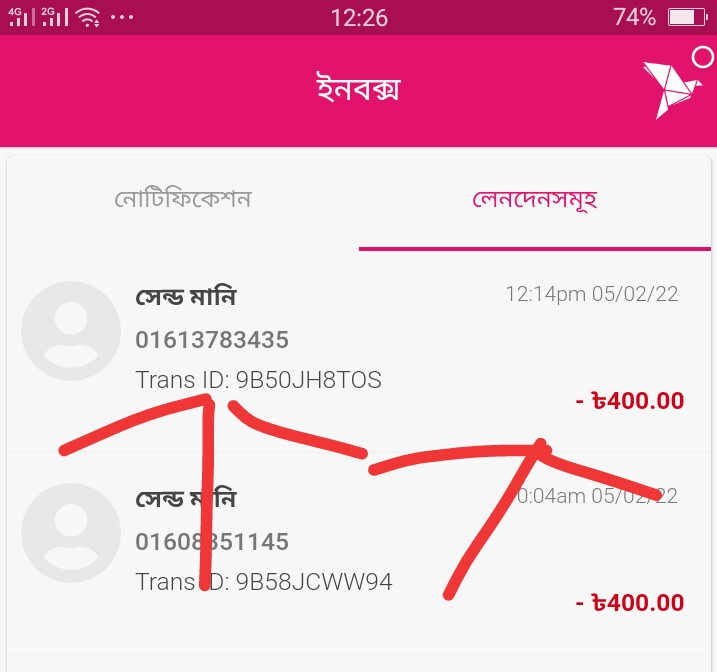 4G 2G 12:26 74%
ইনবক্স
নোটিফিকেশন লেনদেনসমূহ
সেন্ড মানি 12:14pm 05/02/22
01613783435
Trans ID: 9B50JH8TOS
- ৳400.00
সেন্ড মানি 0:04am 05/02/22
01608351145
Trans ID: 9B58JCWW94
- ৳400.00